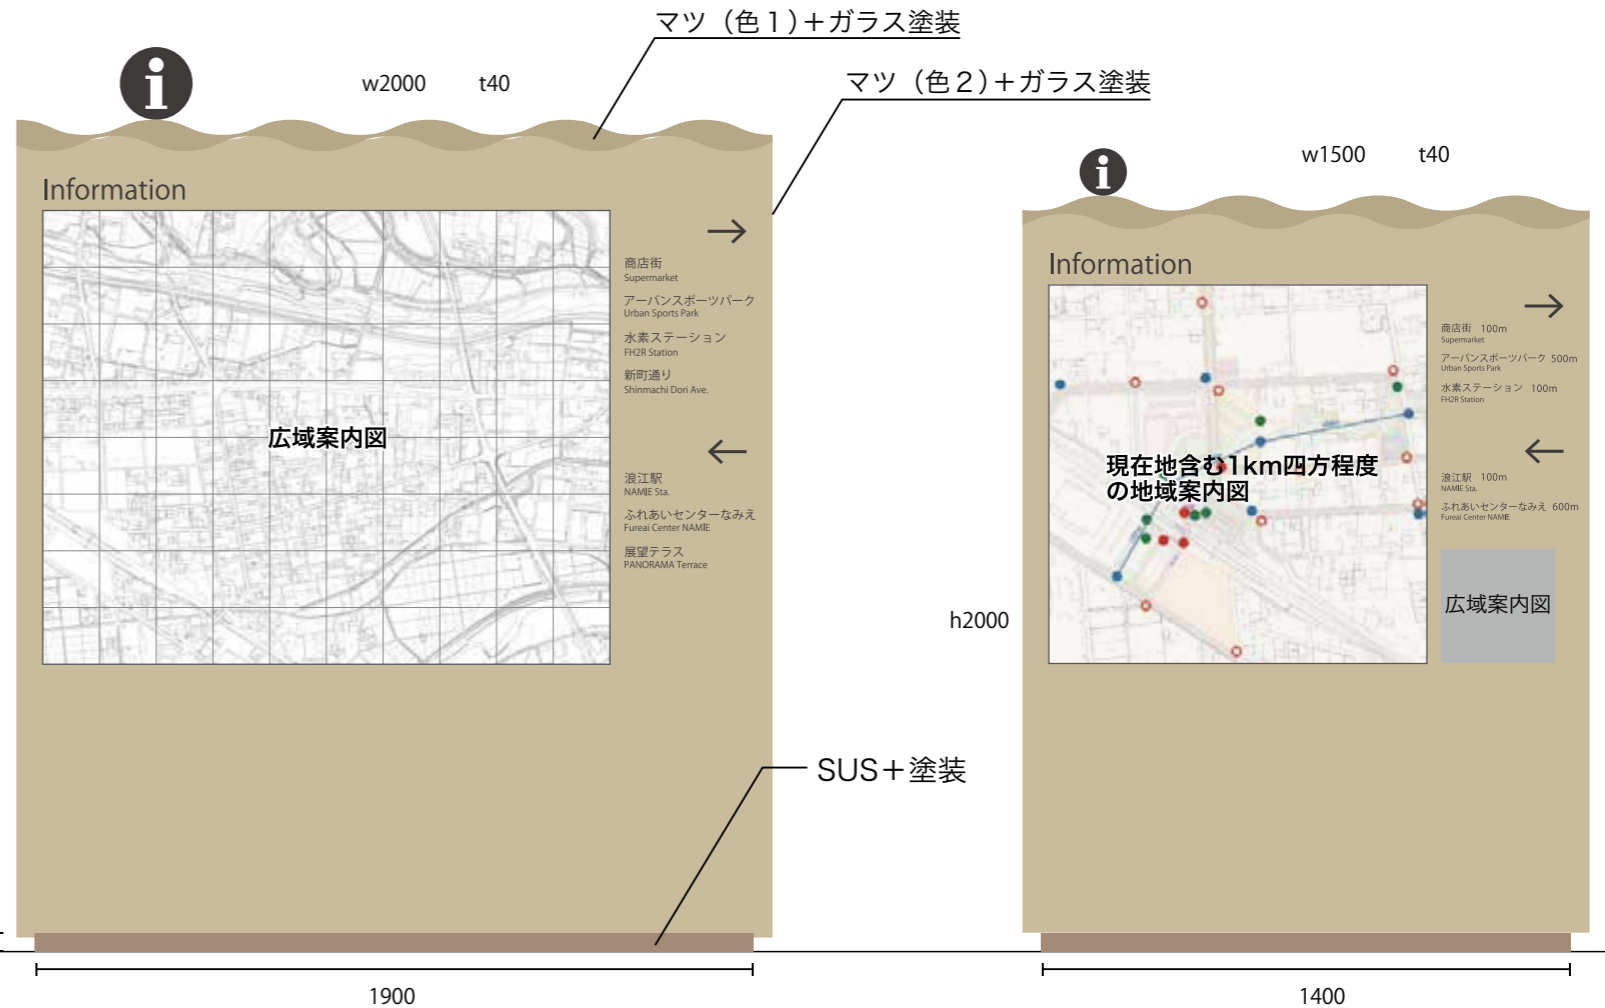 マツ（色１）＋ガラス塗装
マツ（色２）＋ガラス塗装
i
w2000 t40
Information
広域案内図
→
商店街
Supermarket
アーバンスポーツパーク
Urban Sports Park
水素ステーション
FH2R Station
新町通り
Shinmachi Dori Ave.
←
浪江駅
NAMIE Sta.
ふれあいセンターなみえ
Fureai Center NAMIE
展望テラス
PANORAMA Terrace
SUS＋塗装
1900
i
w1500 t40
Information
現在地含む1km四方程度
の地域案内図
→
商店街 100m
Supermarket
アーバンスポーツパーク 500m
Urban Sports Park
水素ステーション 100m
FH2R Station
←
浪江駅 100m
NAMIE Sta.
ふれあいセンターなみえ 600m
Fureai Center NAMIE
広域案内図
h2000
1400